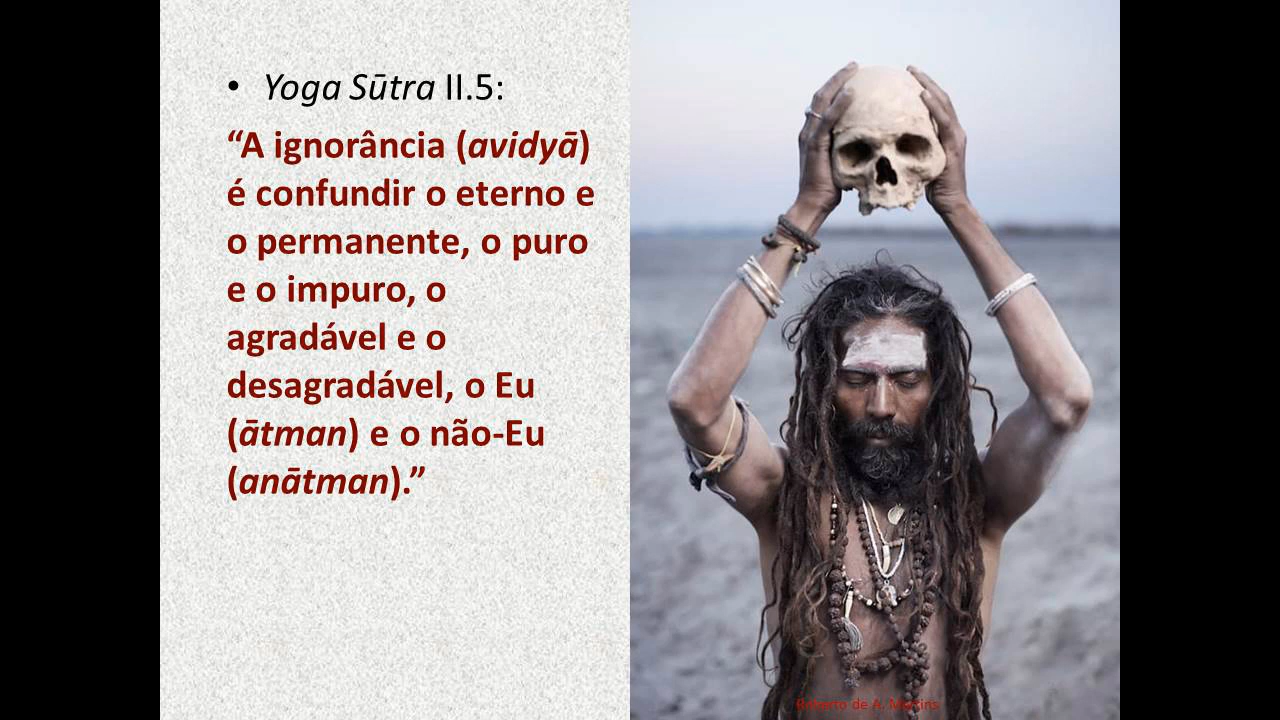 • Yoga Sūtra II.5:
“A ignorância (avidyā)
é confundir o eterno e
o permanente, o puro
e o impuro, o
agradável e o
desagradável, o Eu
(ātman) e o não-Eu
(anātman).”
Roberto de A. Martins